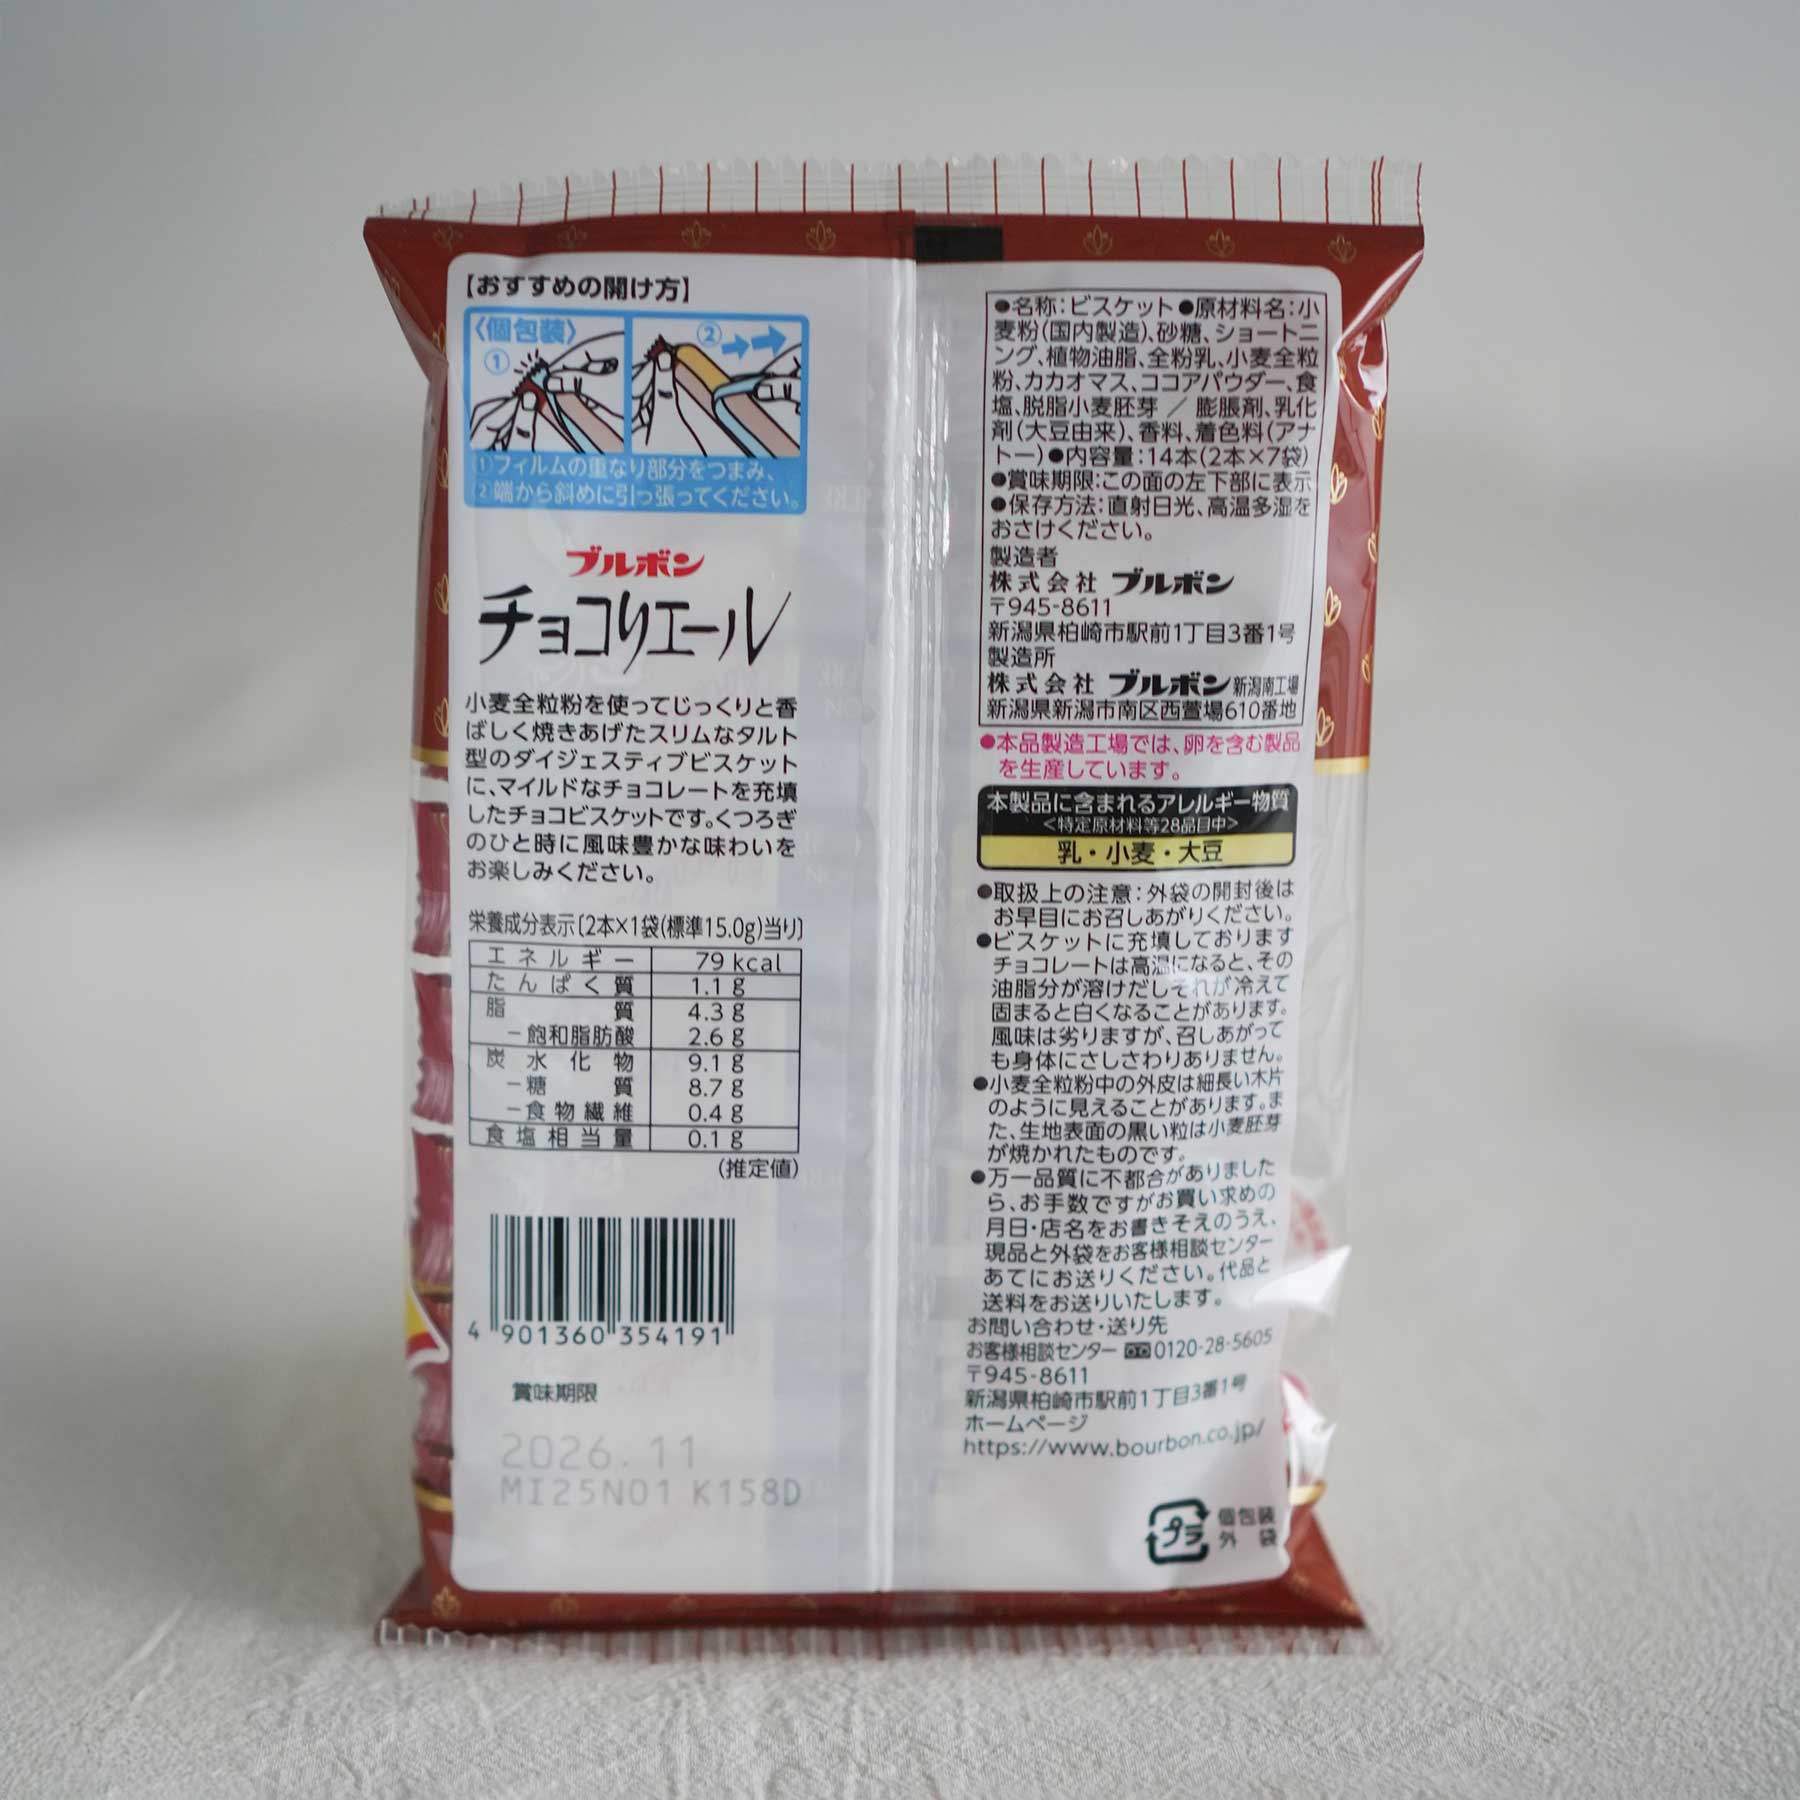 【おすすめの開け方】
〈個包装〉
①
②
①フィルムの重なり部分をつまみ、
②端から斜めに引っ張ってください。
ブルボン
チョコリエール
小麦全粒粉を使ってじっくりと香
ばしく焼きあげたスリムなタルト
型のダイジェスティブビスケット
に、マイルドなチョコレートを充填
したチョコビスケットです。くつろぎ
のひと時に風味豊かな味わいを
お楽しみください。
栄養成分表示〔2本×1袋(標準15.0g)当り〕
エネルギー 79 kcal
たんぱく質 1.1 g
脂質 4.3 g
－飽和脂肪酸 2.6 g
炭水化物 9.1 g
－糖質 8.7 g
－食物繊維 0.4 g
食塩相当量 0.1 g
(推定値)
4 901360 354191
賞味期限
2026.11
MI25N01 K158D
●名称：ビスケット●原材料名：小
麦粉(国内製造)、砂糖、ショートニ
ング、植物油脂、全粉乳、小麦全粒
粉、カカオマス、ココアパウダー、食
塩、脱脂小麦胚芽 ／ 膨脹剤、乳化
剤(大豆由来)、香料、着色料(アナ
トー)●内容量：14本(2本×7袋)
●賞味期限：この面の左下部に表示
●保存方法：直射日光、高温多湿を
おさけください。
製造者
株式会社 ブルボン
〒945-8611
新潟県柏崎市駅前1丁目3番1号
製造所
株式会社 ブルボン 新潟南工場
新潟県新潟市南区西萱場610番地
●本品製造工場では、卵を含む製品
を生産しています。
本製品に含まれるアレルギー物質
<特定原材料等28品目中>
乳・小麦・大豆
●取扱上の注意：外袋の開封後は
お早目にお召しあがりください。
●ビスケットに充填しております
チョコレートは高温になると、その
油脂分が溶けだしそれが冷えて
固まると白くなることがあります。
風味は劣りますが、召しあがって
も身体にさしさわりありません。
●小麦全粒粉中の外皮は細長い木片
のように見えることがあります。ま
た、生地表面の黒い粒は小麦胚芽
が焼かれたものです。
●万一品質に不都合がありました
ら、お手数ですがお買い求めの
月日・店名をお書きそえのうえ、
現品と外袋をお客様相談センター
あてにお送りください。代品と
送料をお送りいたします。
お問い合わせ・送り先
お客様相談センター 0120-28-5605
〒945-8611
新潟県柏崎市駅前1丁目3番1号
ホームページ
https://www.bourbon.co.jp/
プラ
個包装
外袋